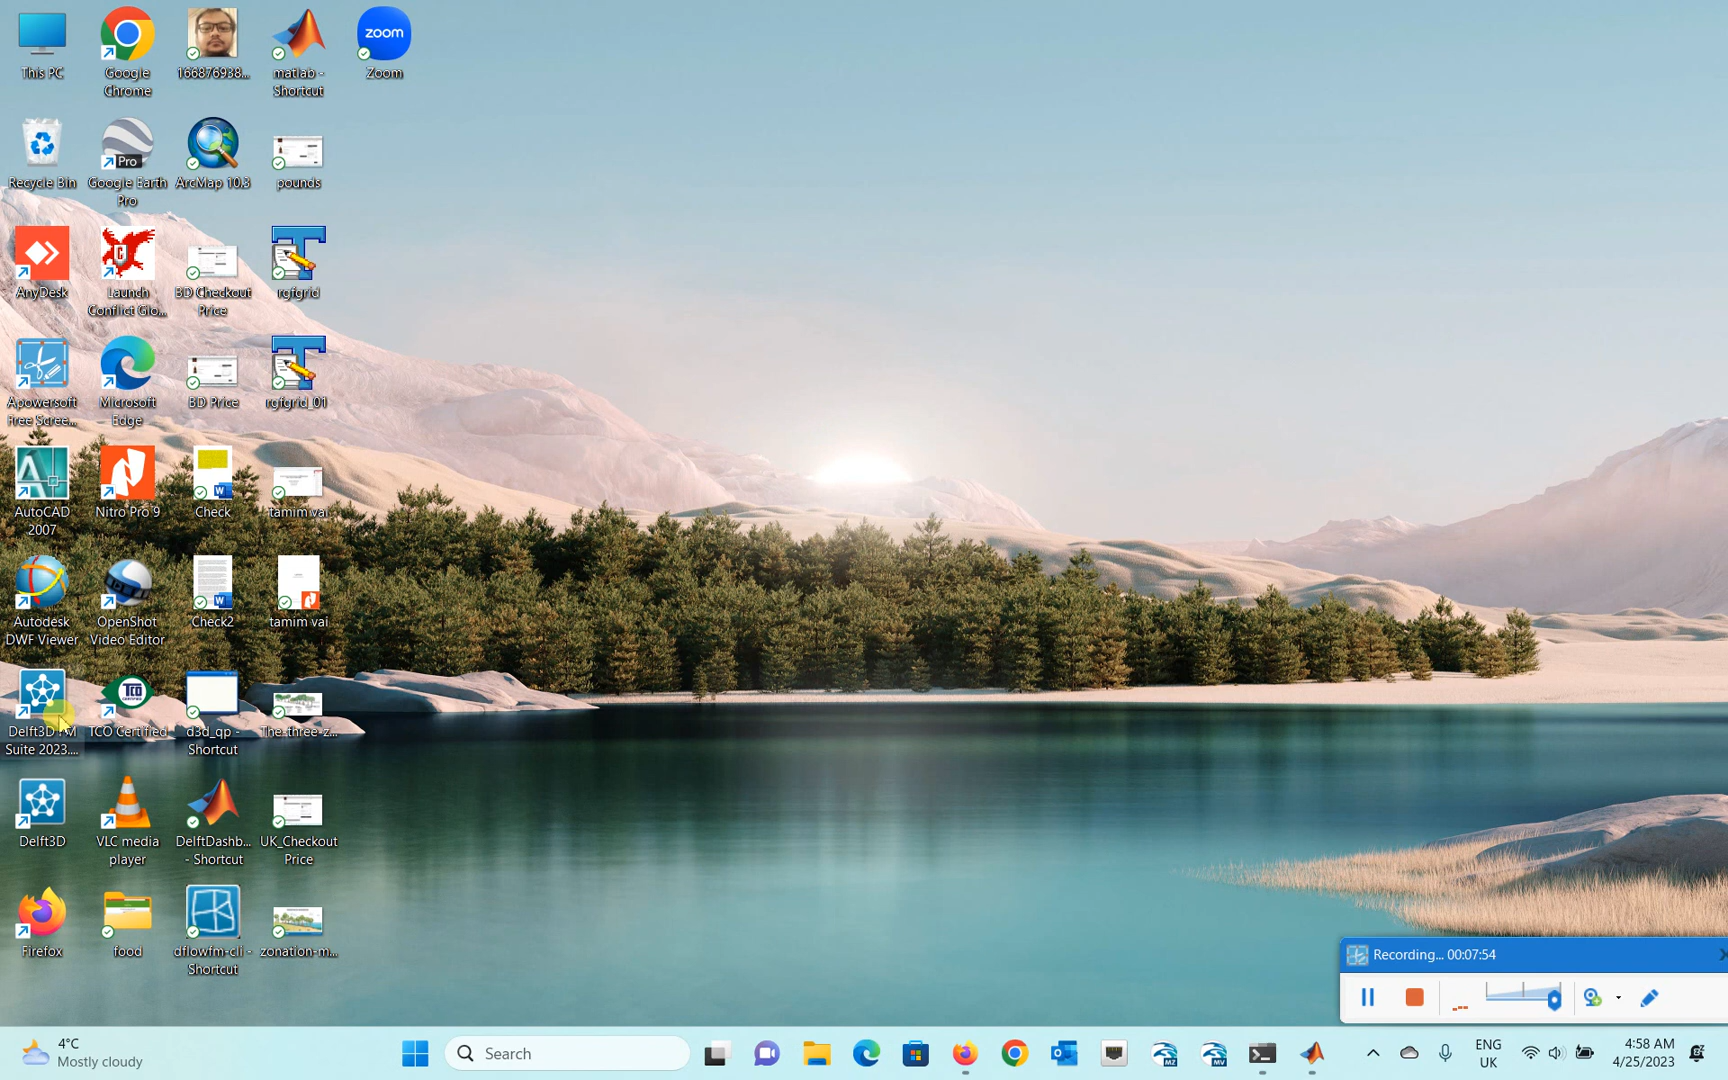 This PC
Google
Chrome
166876938...
matlab -
Shortcut
zoom
Zoom
Recycle Bin
Pro
Google Earth
Pro
ArcMap 10.3
pounds
AnyDesk
Launch
Conflict Glo...
BD Checkout
Price
rgfgrid
Apowersoft
Free Scree...
Microsoft
Edge
BD Price
rgfgrid_01
AutoCAD
2007
Nitro Pro 9
Check
tamim vai
Autodesk
DWF Viewer
OpenShot
Video Editor
Check2
tamim vai
Delft3D FM
Suite 2023....
TCO Certified
d3d_qp -
Shortcut
The-three-z...
Delft3D
VLC media
player
DelftDashb...
- Shortcut
UK_Checkout
Price
Firefox
food
dflowfm-cli -
Shortcut
zonation-m...
Recording... 00:07:54
4°C
Mostly cloudy
Search
MZ
MV
ENG
UK
4:58 AM
4/25/2023